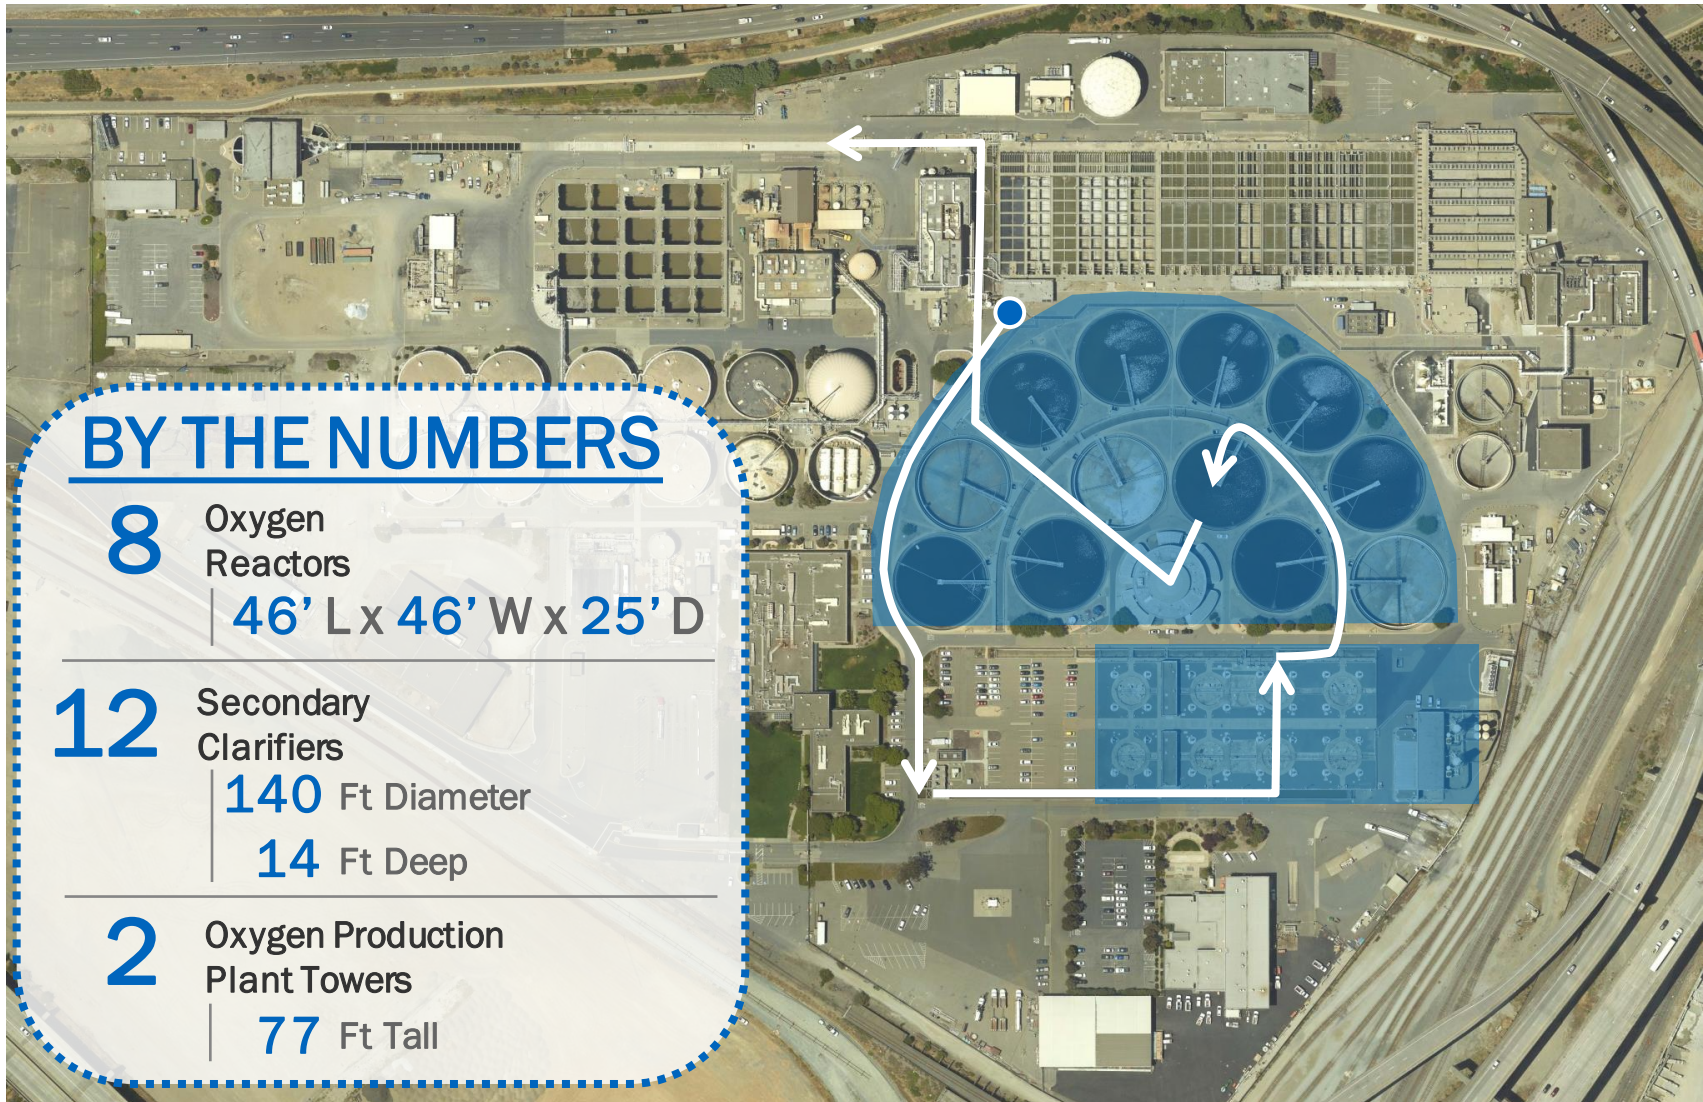 BY THE NUMBERS
8 Oxygen
Reactors
46’ L x 46’ W x 25’ D
12 Secondary
Clarifiers
140 Ft Diameter
14 Ft Deep
2 Oxygen Production
Plant Towers
77 Ft Tall